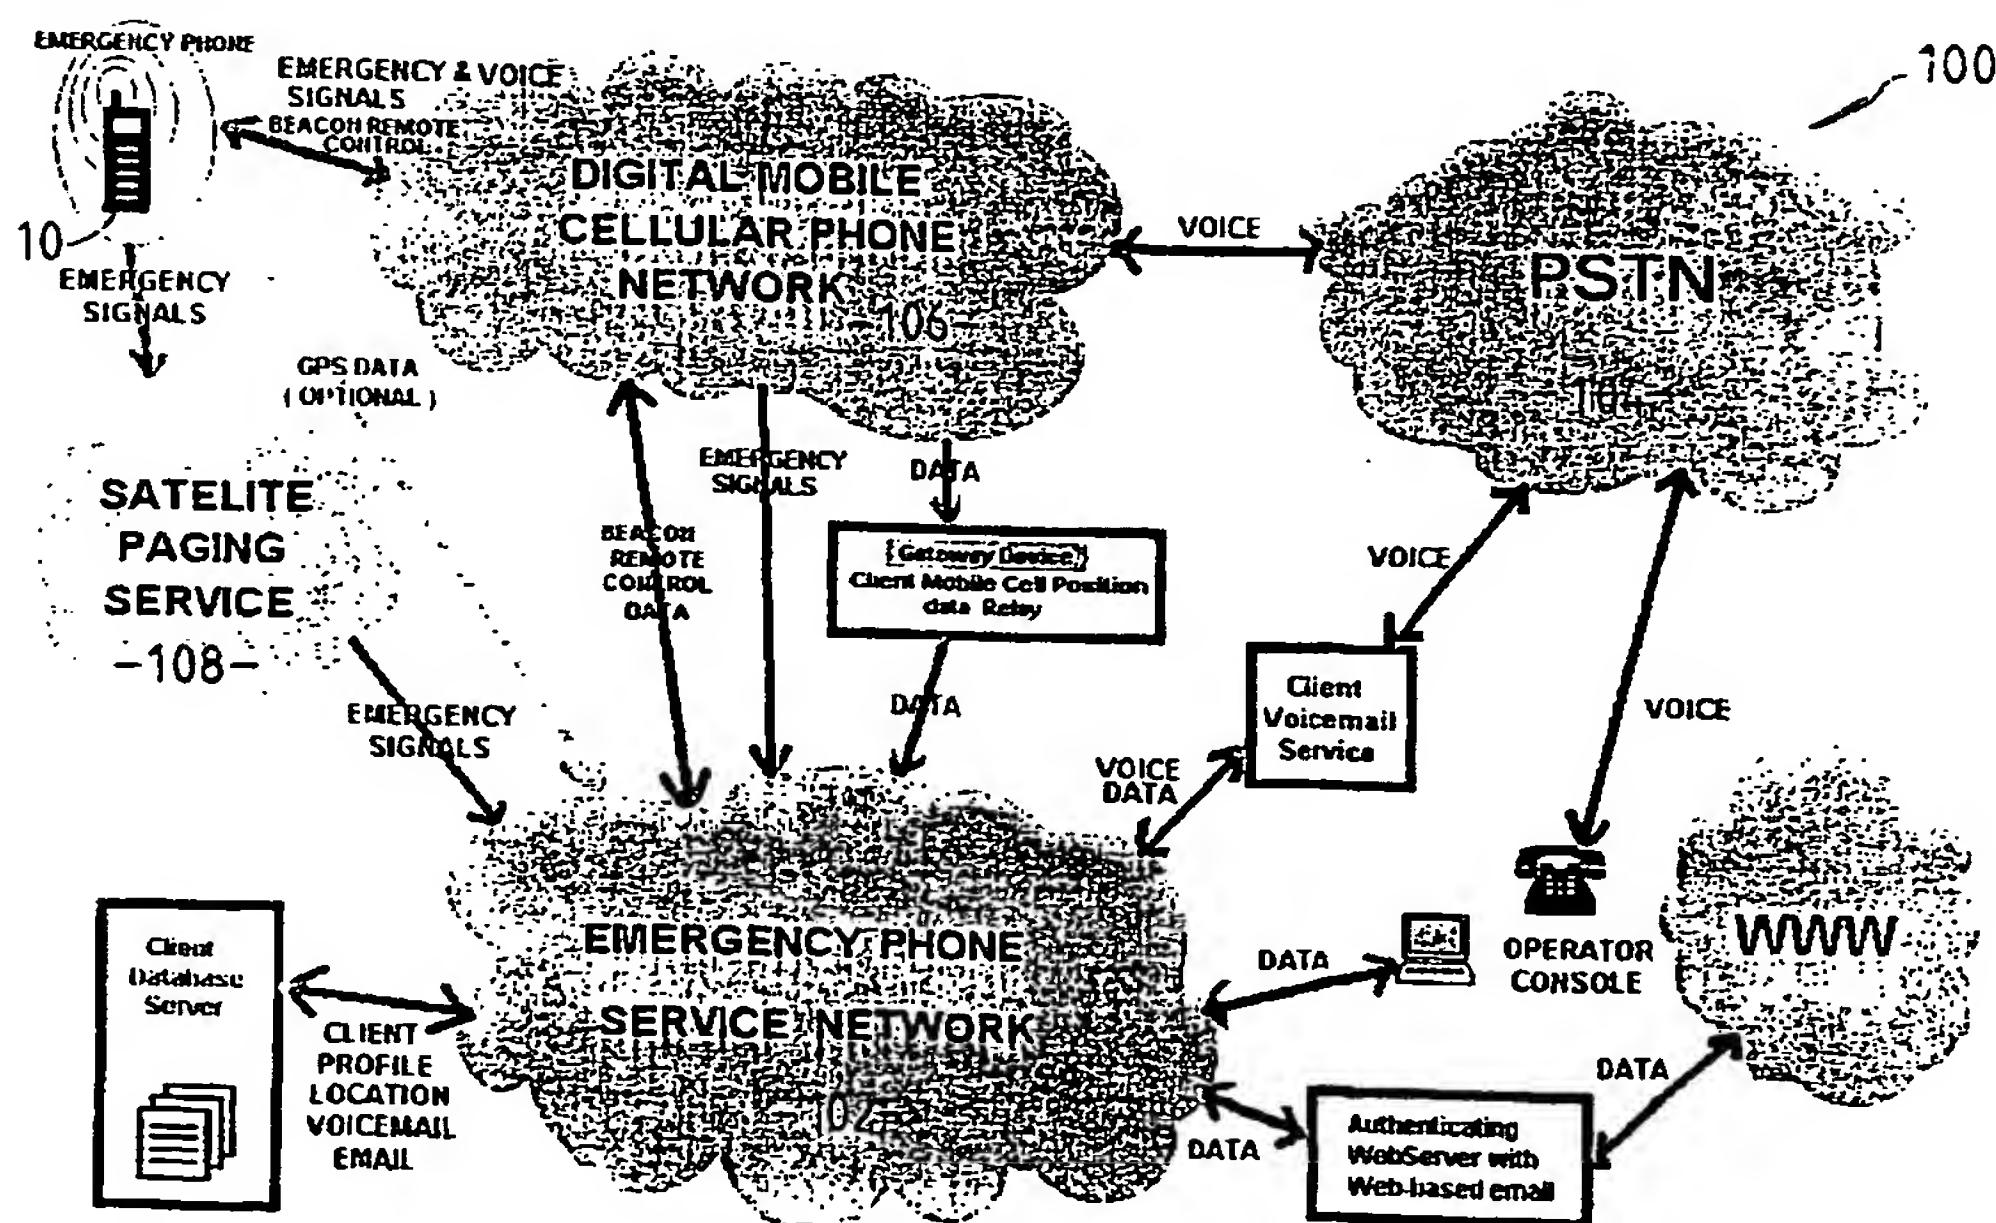 EMERGENCY PHONE
100
EMERGENCY & VOICE
SIGNALS
BEACON REMOTE
CONTROL
DIGITAL MOBILE
CELLULAR PHONE
NETWORK
-106-
VOICE
PSTN
10
EMERGENCY
SIGNALS
GPS DATA
( OPTIONAL )
SATELITE
PAGING
SERVICE
-108-
EMERGENCY
SIGNALS
DATA
BEACON
REMOTE
CONTROL
DATA
Gateway Device
Client Mobile Cell Position
data Relay
VOICE
EMERGENCY
SIGNALS
DATA
Client
Voicemail
Service
VOICE
VOICE
DATA
EMERGENCY PHONE
SERVICE NETWORK
Client
Database
Server
CLIENT
PROFILE
LOCATION
VOICEMAIL
EMAIL
DATA
OPERATOR
CONSOLE
WWW
DATA
DATA
Authenticating
WebServer with
Web-based email